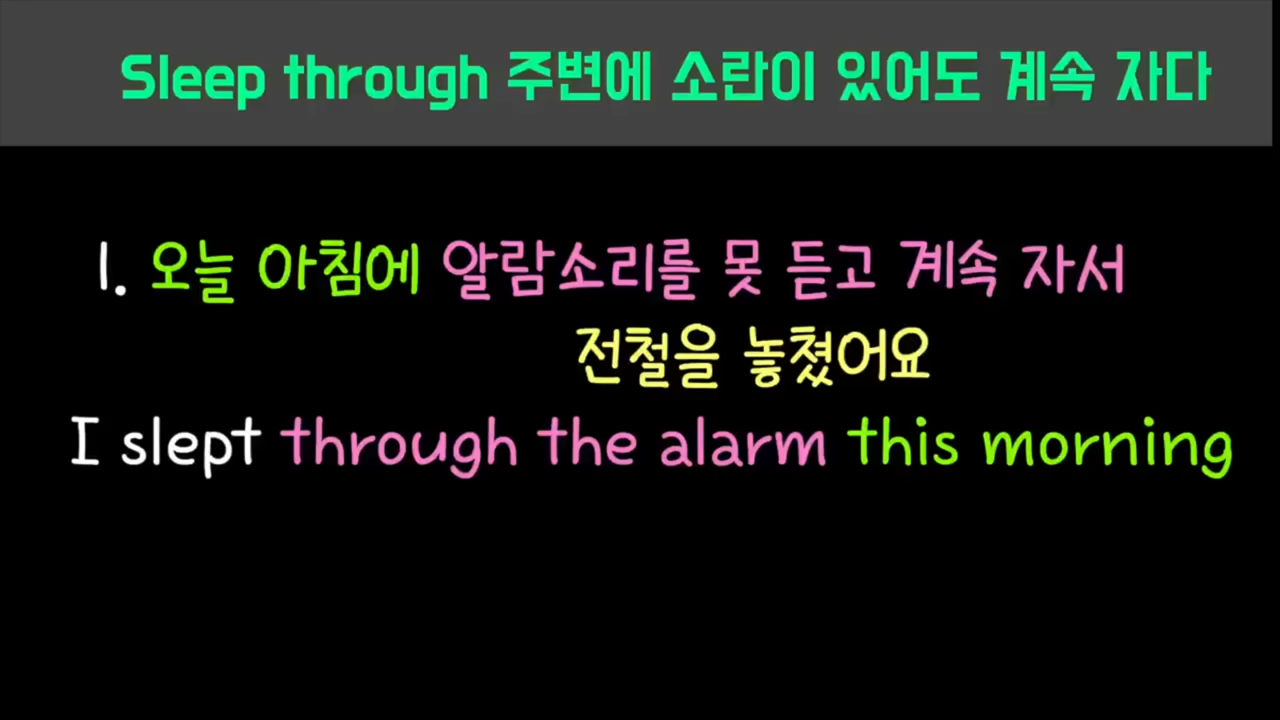 Sleep through 주변에 소란이 있어도 계속 자다
1. 오늘 아침에 알람소리를 못 듣고 계속 자서
전철을 놓쳤어요
I slept through the alarm this morning